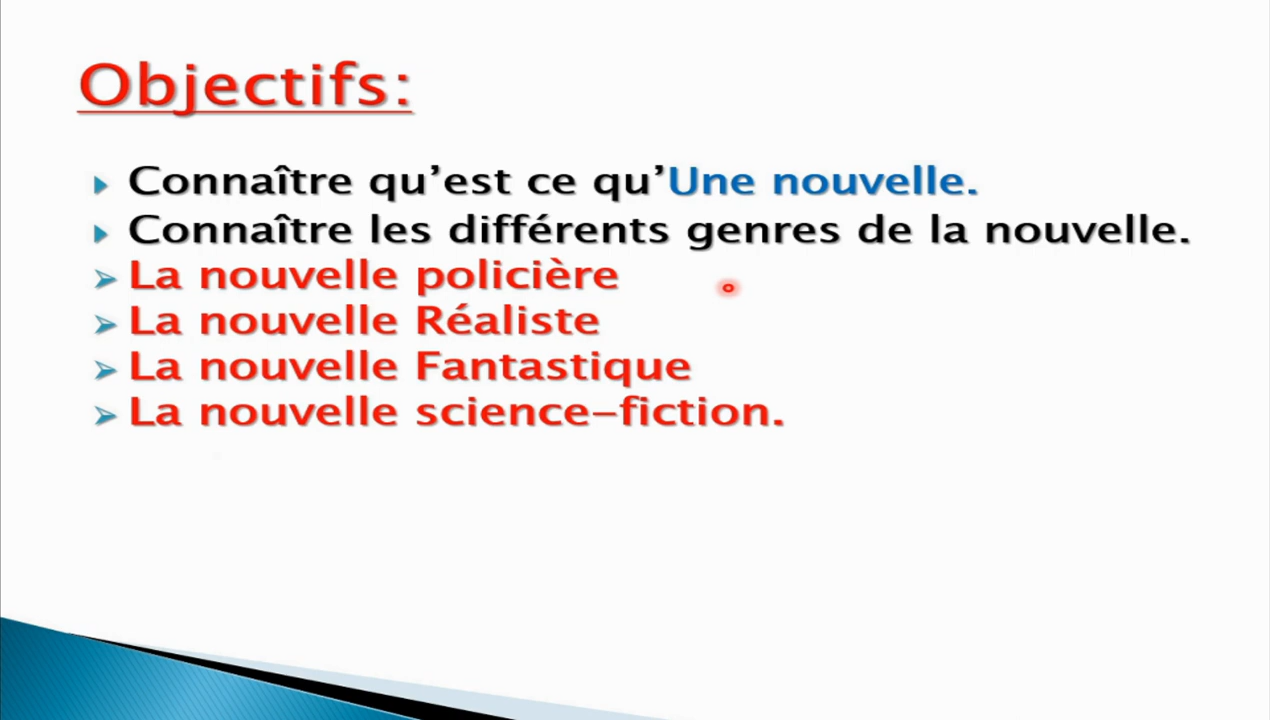 Objectifs:
Connaître qu’est ce qu’Une nouvelle.
Connaître les différents genres de la nouvelle.
La nouvelle policière
La nouvelle Réaliste
La nouvelle Fantastique
La nouvelle science-fiction.